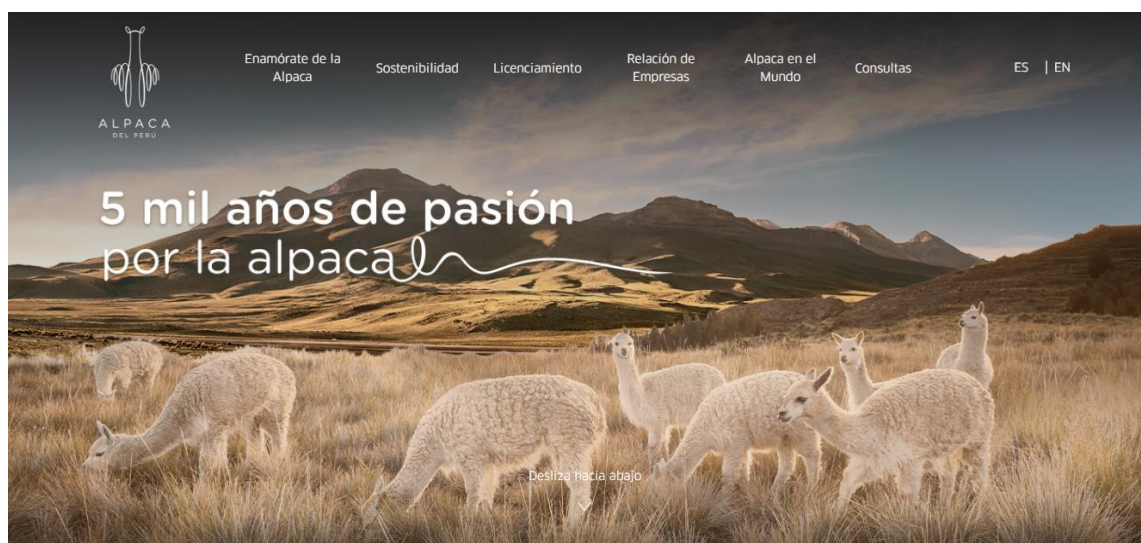 ALPACA
DEL PERÚ
Enamórate de la
Alpaca
Sostenibilidad
Licenciamiento
Relación de
Empresas
Alpaca en el
Mundo
Consultas
ES | EN
5 mil años de pasión
por la alpaca
Desliza hacia abajo